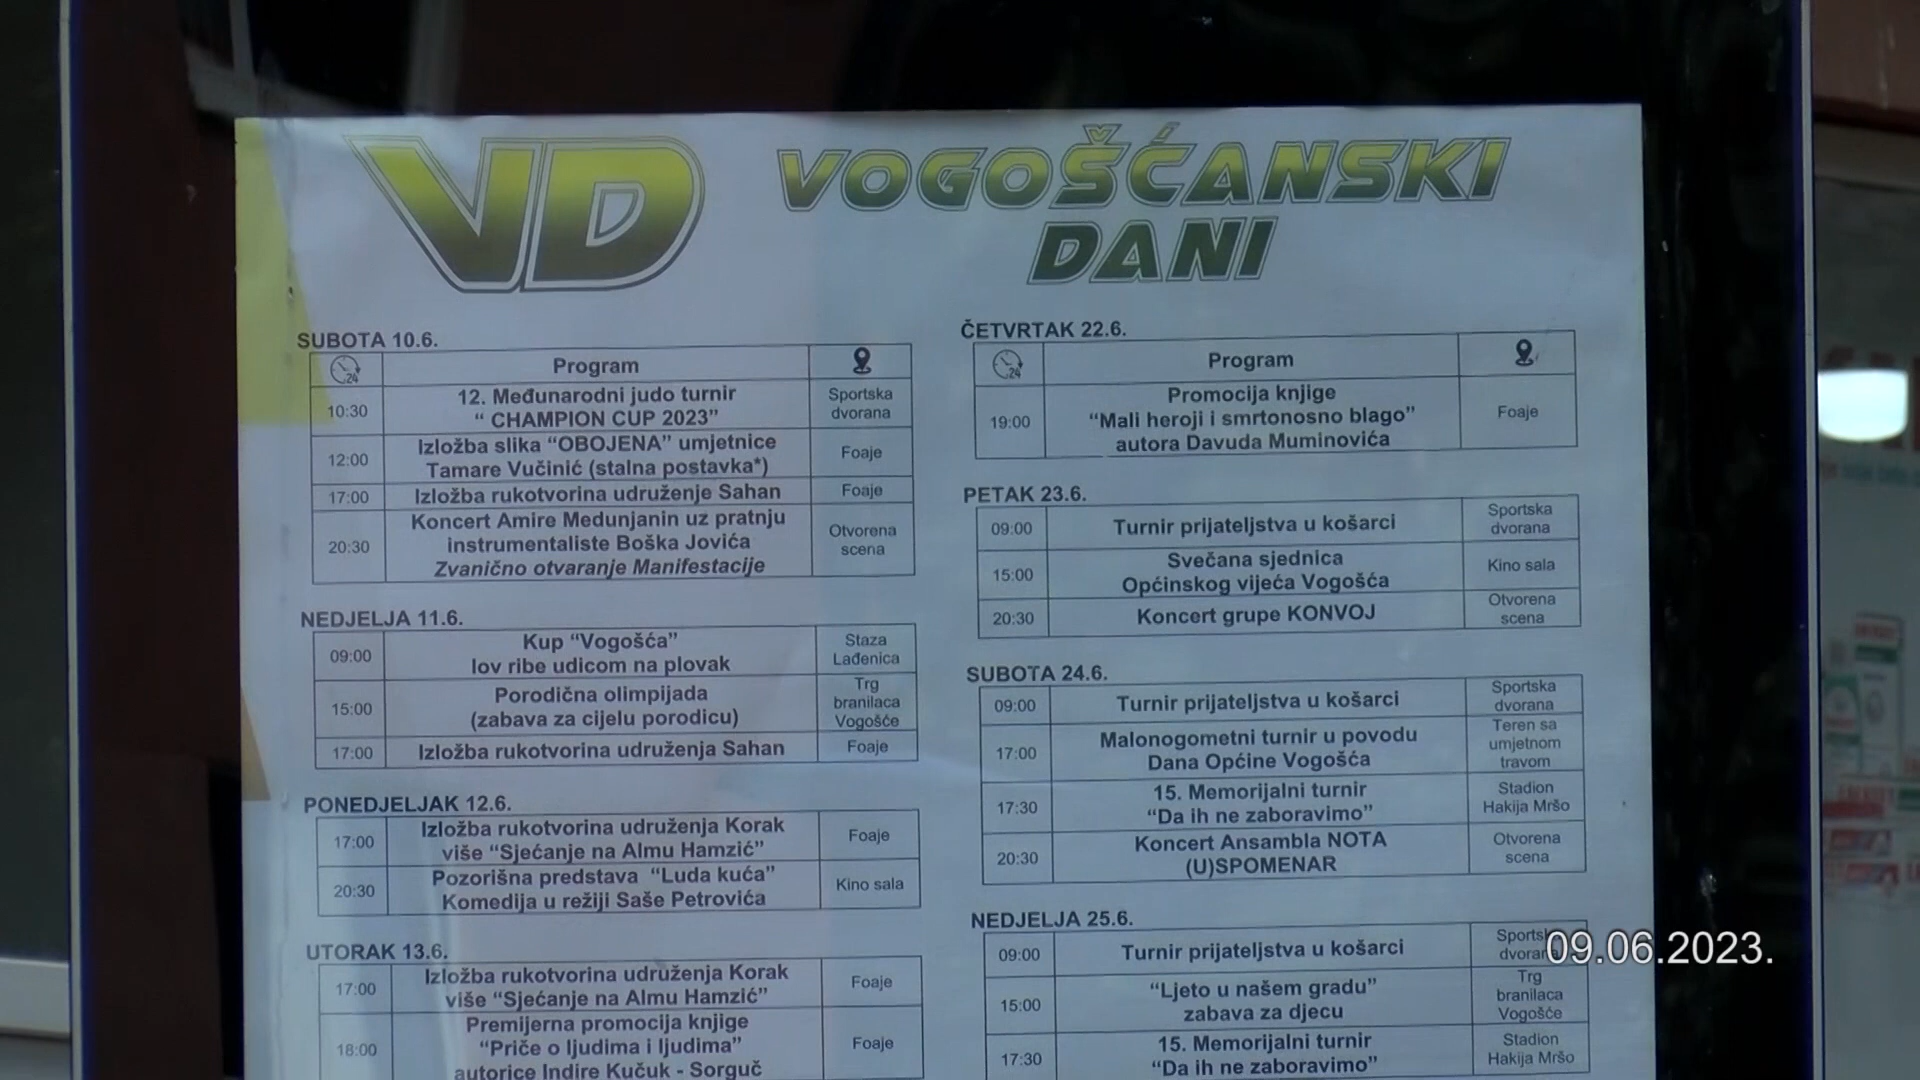 VD
VOGOŠĆANSKI
DANI
SUBOTA 10.6.
24 Program
10:30 12. Međunarodni judo turnir
“ CHAMPION CUP 2023”
Sportska
dvorana
12:00 Izložba slika “OBOJENA” umjetnice
Tamare Vučinić (stalna postavka*)
Foaje
17:00 Izložba rukotvorina udruženje Sahan Foaje
20:30 Koncert Amire Medunjanin uz pratnju
instrumentaliste Boška Jovića
Zvanično otvaranje Manifestacije
Otvorena
scena
NEDJELJA 11.6.
09:00 Kup “Vogošća”
lov ribe udicom na plovak
Staza
Lađenica
15:00 Porodična olimpijada
(zabava za cijelu porodicu)
Trg
branilaca
Vogošće
17:00 Izložba rukotvorina udruženja Sahan Foaje
PONEDJELJAK 12.6.
17:00 Izložba rukotvorina udruženja Korak
više “Sjećanje na Almu Hamzić”
Foaje
20:30 Pozorišna predstava “Luda kuća”
Komedija u režiji Saše Petrovića
Kino sala
UTORAK 13.6.
17:00 Izložba rukotvorina udruženja Korak
više “Sjećanje na Almu Hamzić”
Foaje
18:00 Premijerna promocija knjige
“Priče o ljudima i ljudima”
autorice Indire Kučuk - Sorguč
Foaje
ČETVRTAK 22.6.
24 Program
19:00 Promocija knjige
“Mali heroji i smrtonosno blago”
autora Davuda Muminovića
Foaje
PETAK 23.6.
09:00 Turnir prijateljstva u košarci
Sportska
dvorana
15:00 Svečana sjednica
Općinskog vijeća Vogošća
Kino sala
20:30 Koncert grupe KONVOJ
Otvorena
scena
SUBOTA 24.6.
09:00 Turnir prijateljstva u košarci
Sportska
dvorana
17:00 Malonogometni turnir u povodu
Dana Općine Vogošća
Teren sa
umjetnom
travom
17:30 15. Memorijalni turnir
“Da ih ne zaboravimo”
Stadion
Hakija Mršo
20:30 Koncert Ansambla NOTA
(U)SPOMENAR
Otvorena
scena
NEDJELJA 25.6.
09:00 Turnir prijateljstva u košarci
15:00 “Ljeto u našem gradu”
zabava za djecu
Trg
branilaca
Vogošće
17:30 15. Memorijalni turnir
“Da ih ne zaboravimo”
Stadion
Hakija Mršo
09.06.2023.